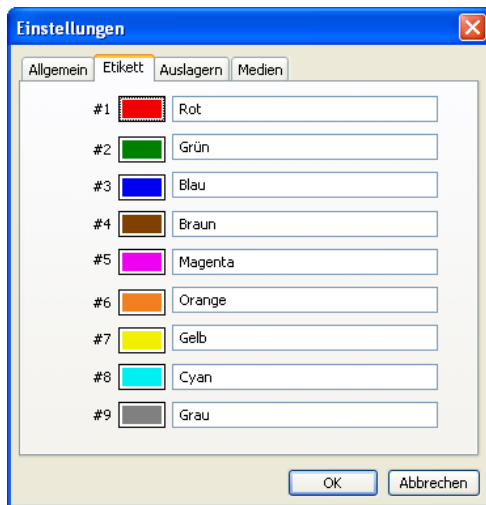 Einstellungen
Allgemein Etikett Auslagern Medien
#1 Rot
#2 Grün
#3 Blau
#4 Braun
#5 Magenta
#6 Orange
#7 Gelb
#8 Cyan
#9 Grau
OK Abbrechen